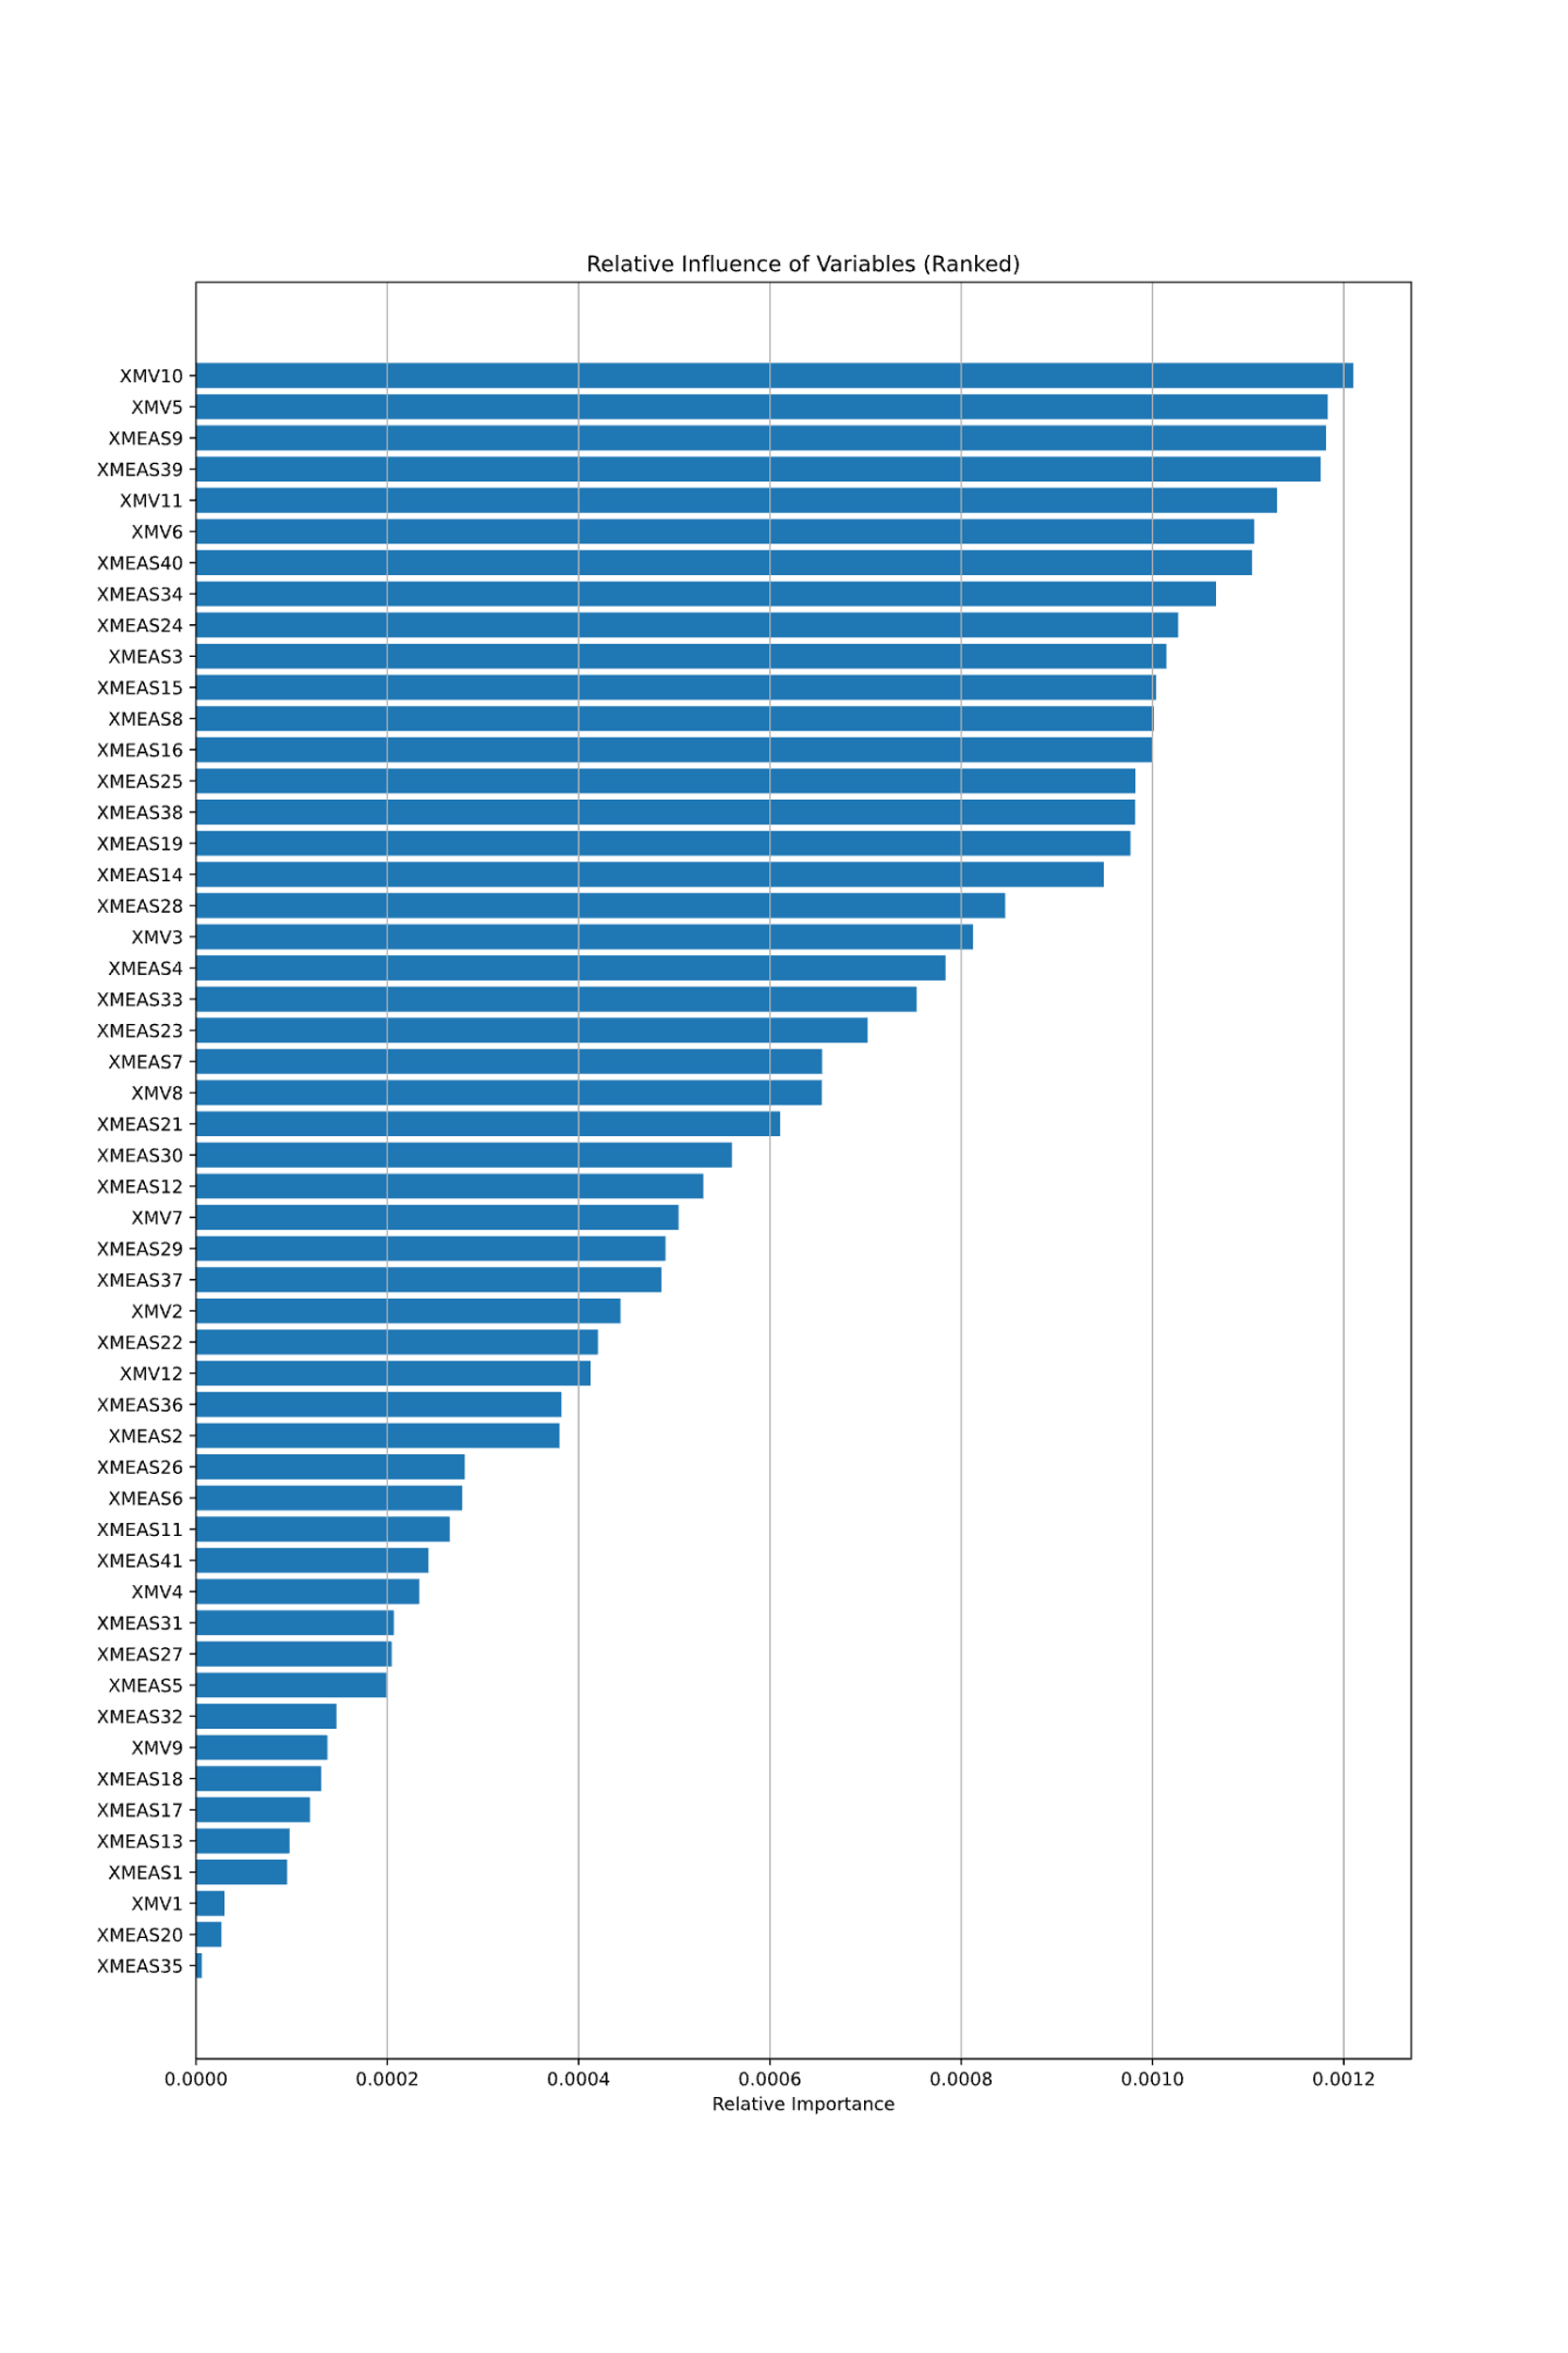 Relative Influence of Variables (Ranked)
XMV10
XMV5
XMEAS9
XMEAS39
XMV11
XMV6
XMEAS40
XMEAS34
XMEAS24
XMEAS3
XMEAS15
XMEAS8
XMEAS16
XMEAS25
XMEAS38
XMEAS19
XMEAS14
XMEAS28
XMV3
XMEAS4
XMEAS33
XMEAS23
XMEAS7
XMV8
XMEAS21
XMEAS30
XMEAS12
XMV7
XMEAS29
XMEAS37
XMV2
XMEAS22
XMV12
XMEAS36
XMEAS2
XMEAS26
XMEAS6
XMEAS11
XMEAS41
XMV4
XMEAS31
XMEAS27
XMEAS5
XMEAS32
XMV9
XMEAS18
XMEAS17
XMEAS13
XMEAS1
XMV1
XMEAS20
XMEAS35
0.0000 0.0002 0.0004 0.0006 0.0008 0.0010 0.0012
Relative Importance